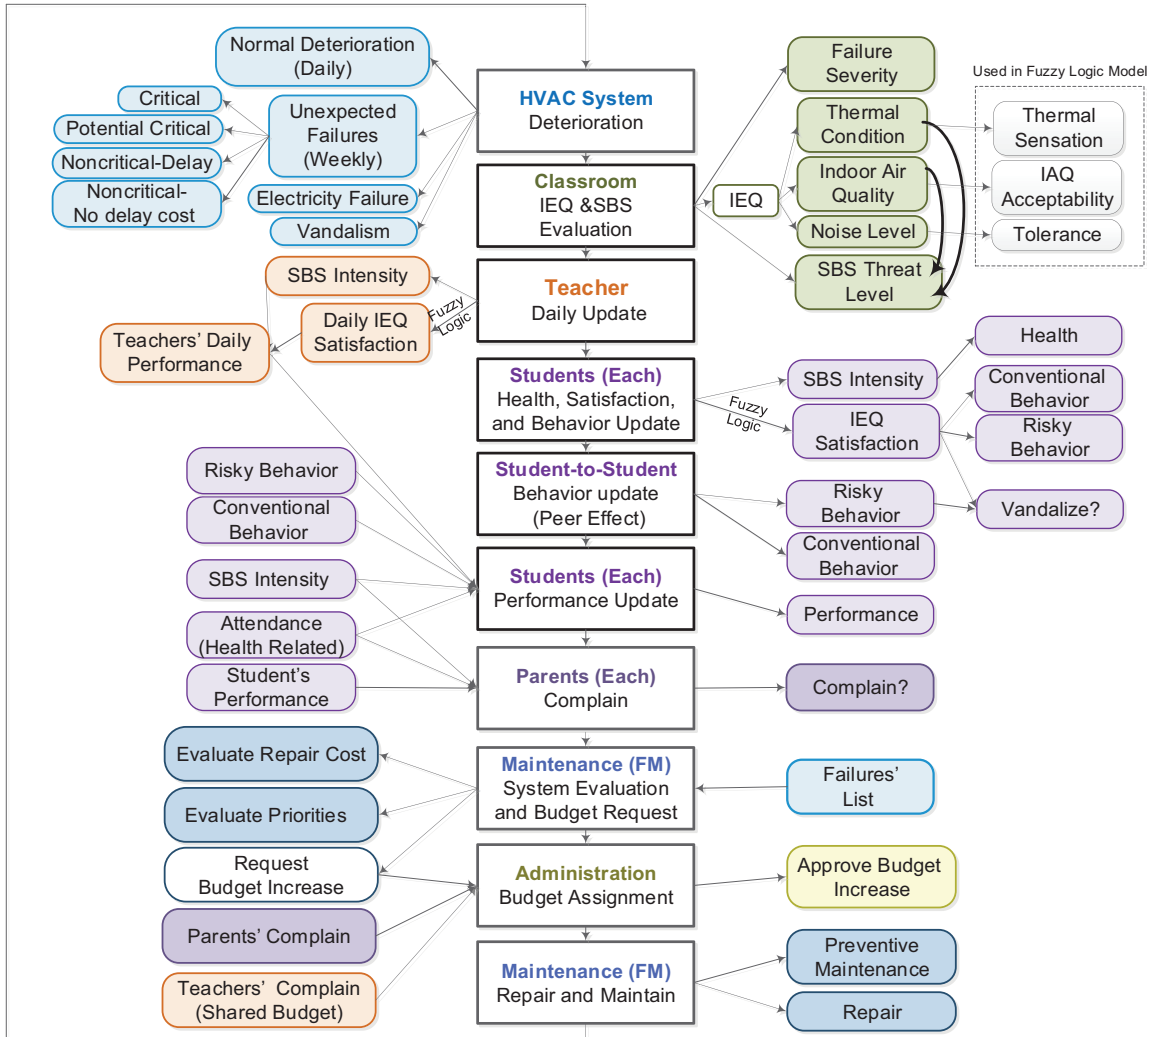 Normal Deterioration
(Daily)
Critical
Potential Critical
Noncritical-Delay
Noncritical-
No delay cost
Unexpected
Failures
(Weekly)
Electricity Failure
Vandalism
HVAC System
Deterioration
Failure
Severity
Used in Fuzzy Logic Model
Thermal
Condition
Thermal
Sensation
Classroom
IEQ &SBS
Evaluation
IEQ
Indoor Air
Quality
IAQ
Acceptability
Noise Level
Tolerance
SBS Threat
Level
SBS Intensity
Fuzzy
Logic
Daily IEQ
Satisfaction
Teachers' Daily
Performance
Teacher
Daily Update
Students (Each)
Health, Satisfaction,
and Behavior Update
Fuzzy
Logic
SBS Intensity
IEQ
Satisfaction
Health
Conventional
Behavior
Risky
Behavior
Vandalize?
Risky Behavior
Conventional
Behavior
Student-to-Student
Behavior update
(Peer Effect)
Risky
Behavior
Conventional
Behavior
SBS Intensity
Attendance
(Health Related)
Student's
Performance
Students (Each)
Performance Update
Performance
Parents (Each)
Complain
Complain?
Evaluate Repair Cost
Evaluate Priorities
Request
Budget Increase
Maintenance (FM)
System Evaluation
and Budget Request
Failures'
List
Parents' Complain
Teachers'  Complain
(Shared Budget)
Administration
Budget Assignment
Approve Budget
Increase
Maintenance (FM)
Repair and Maintain
Preventive
Maintenance
Repair